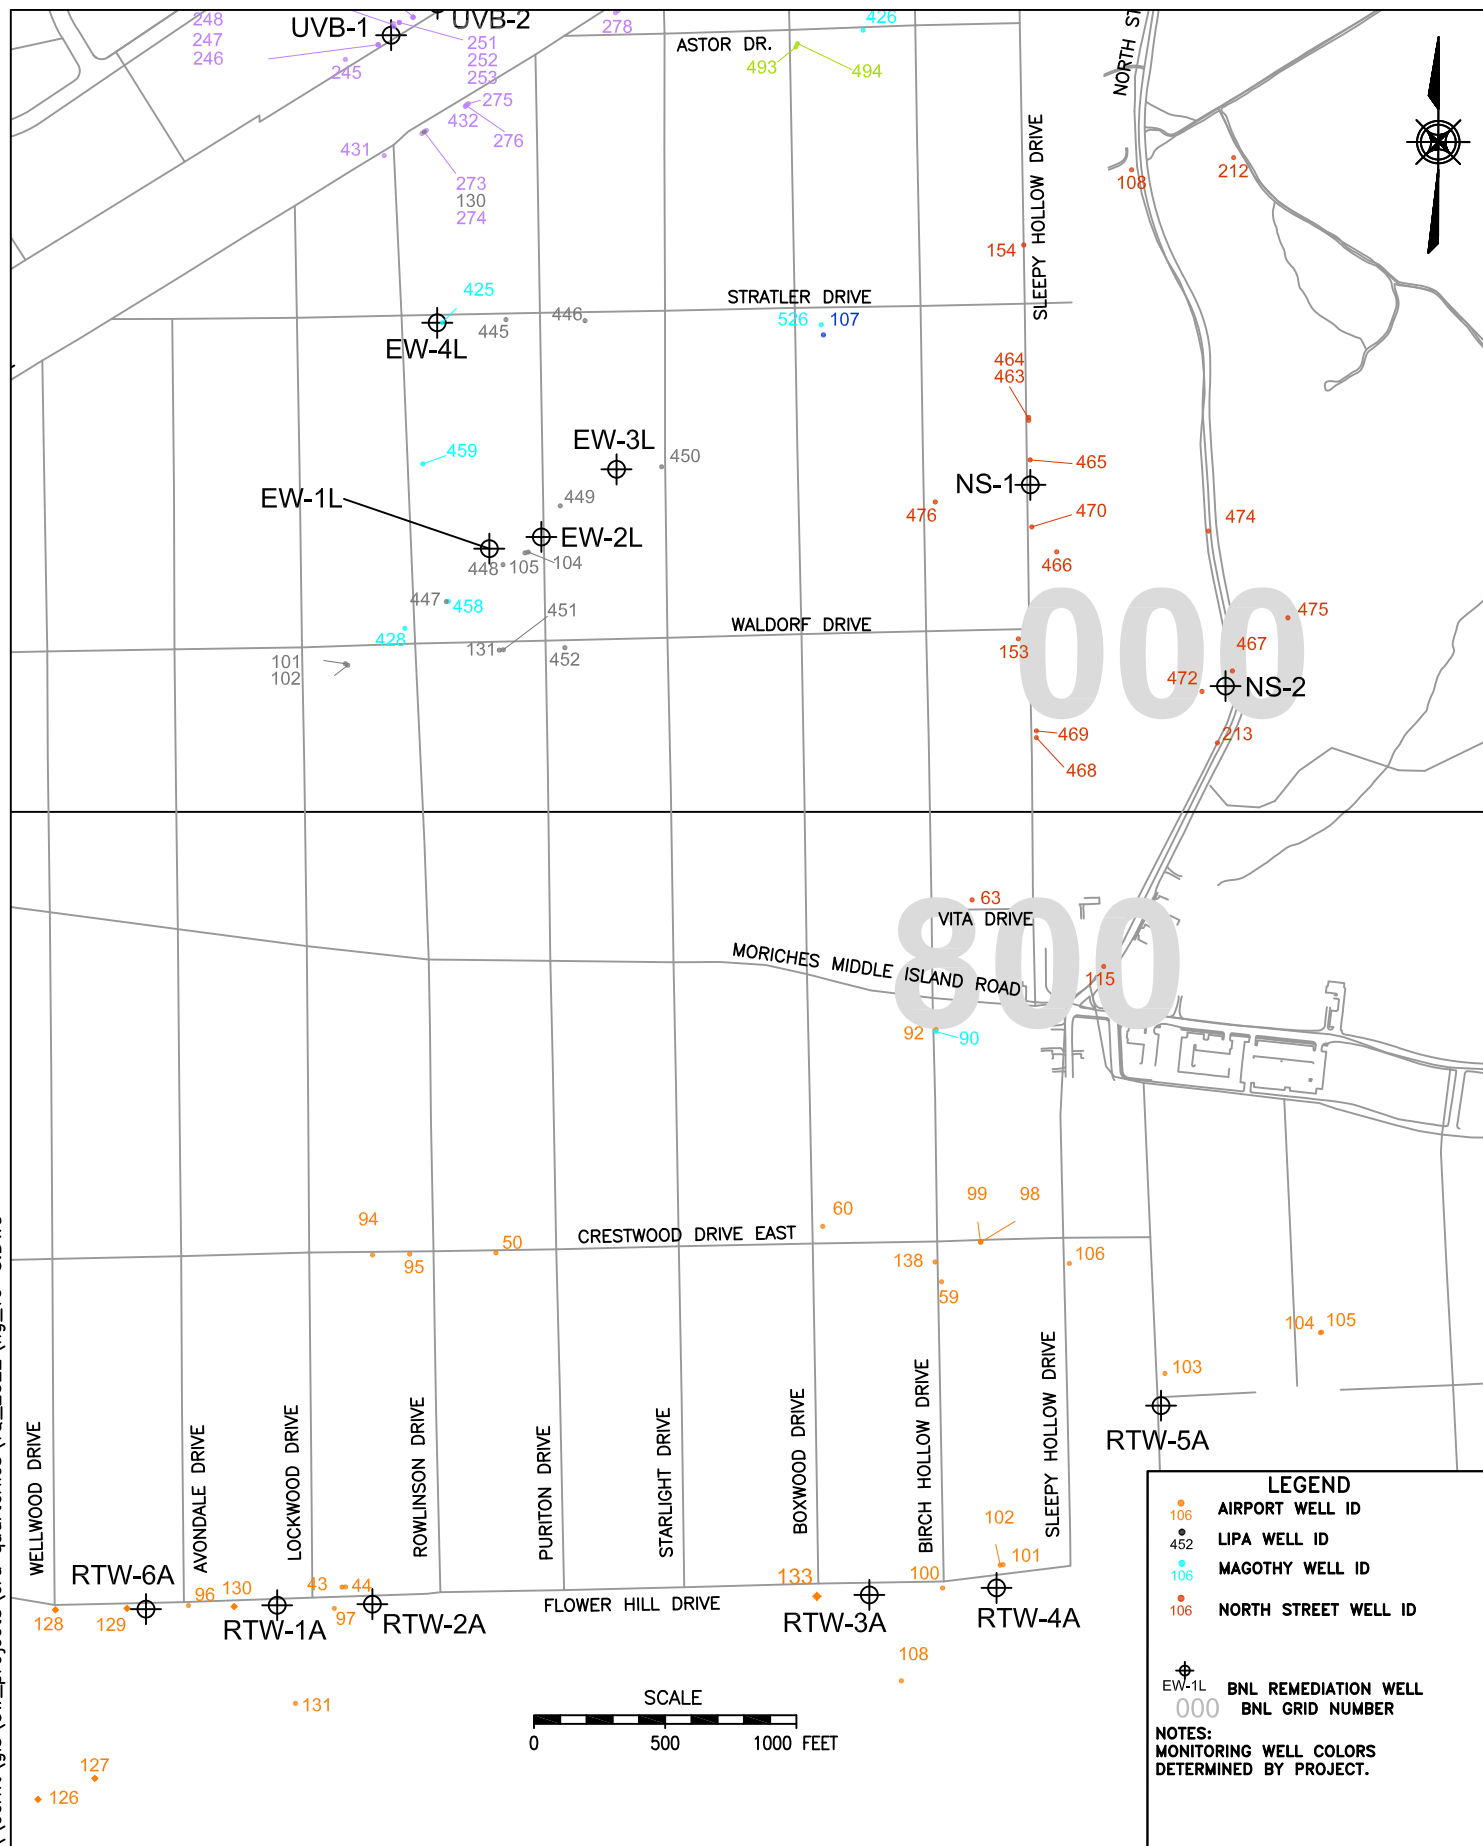 248
247
246
UVB-1
UVB-2
245
251
252
253
278
426
ASTOR DR.
493
494
NORTH ST
275
432
276
431
273
130
274
108
212
154
SLEEPY HOLLOW DRIVE
425
STRATLER DRIVE
445
446
526
107
EW-4L
464
463
459
EW-3L
450
465
EW-1L
449
NS-1
476
470
474
EW-2L
448
105
104
466
447
458
451
000
475
428
WALDORF DRIVE
131
452
153
467
101
102
472
NS-2
469
468
213
63
VITA DRIVE
800
MORICHES MIDDLE ISLAND ROAD
115
92
90
94
95
50
CRESTWOOD DRIVE EAST
60
99
98
138
59
106
104
105
103
RTW-5A
WELLWOOD DRIVE
AVONDALE DRIVE
LOCKWOOD DRIVE
ROWLINSON DRIVE
PURITON DRIVE
STARLIGHT DRIVE
BOXWOOD DRIVE
BIRCH HOLLOW DRIVE
SLEEPY HOLLOW DRIVE
102
101
RTW-6A
128
129
96
130
43
44
97
RTW-1A
RTW-2A
FLOWER HILL DRIVE
133
RTW-3A
100
RTW-4A
108
131
127
126
SCALE
0 500 1000 FEET
LEGEND
106 AIRPORT WELL ID
452 LIPA WELL ID
106 MAGOTHY WELL ID
106 NORTH STREET WELL ID
EW-1L BNL REMEDIATION WELL
000 BNL GRID NUMBER
NOTES:
MONITORING WELL COLORS
DETERMINED BY PROJECT.